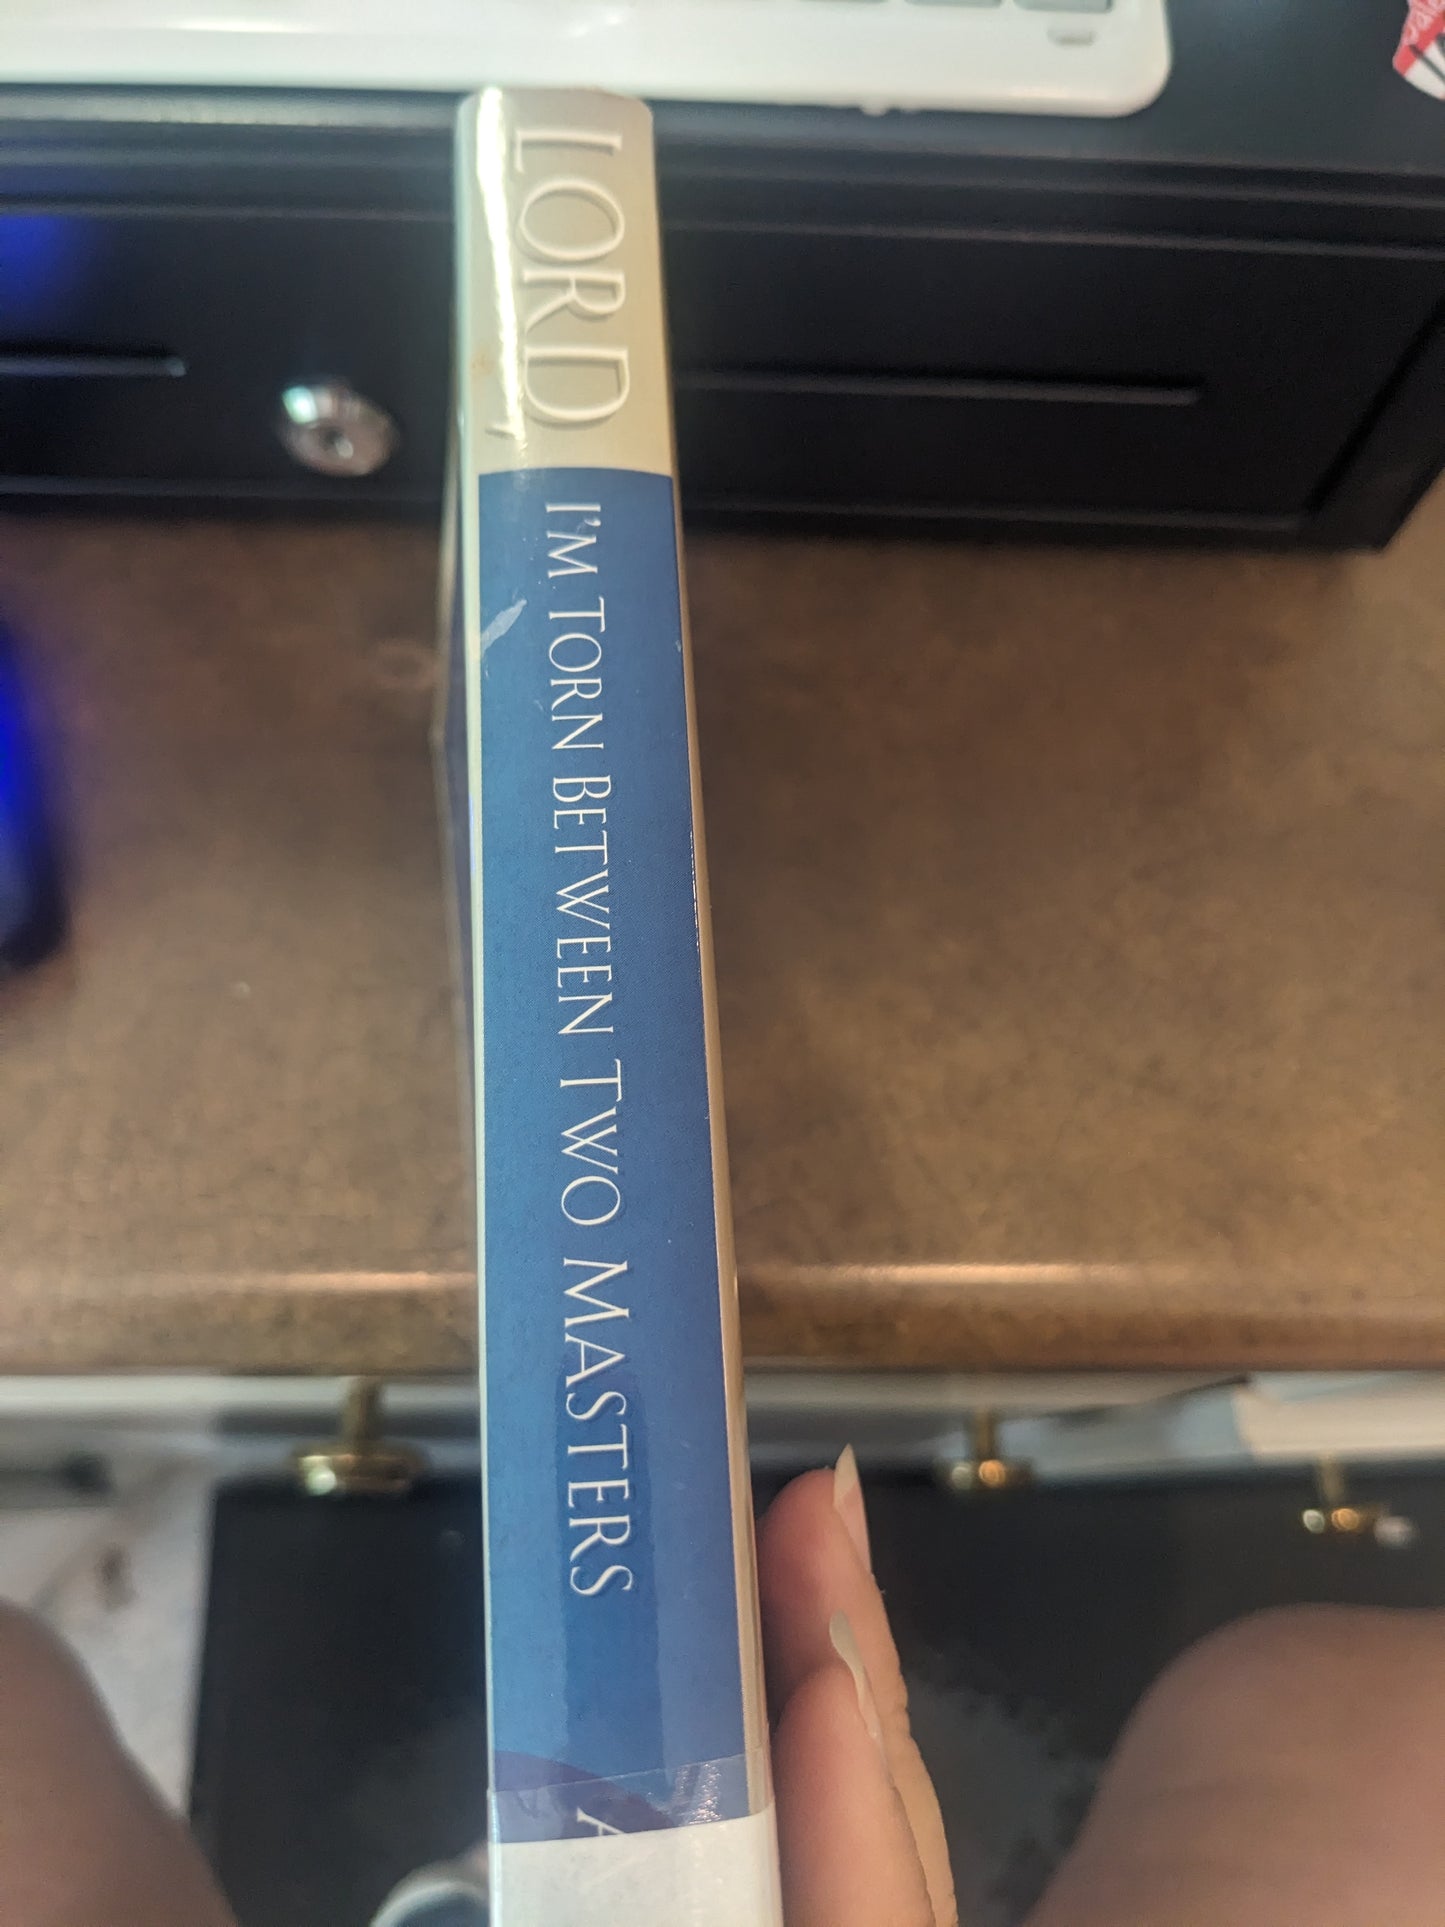 LORD,
I'M TORN BETWEEN TWO MASTERS
A